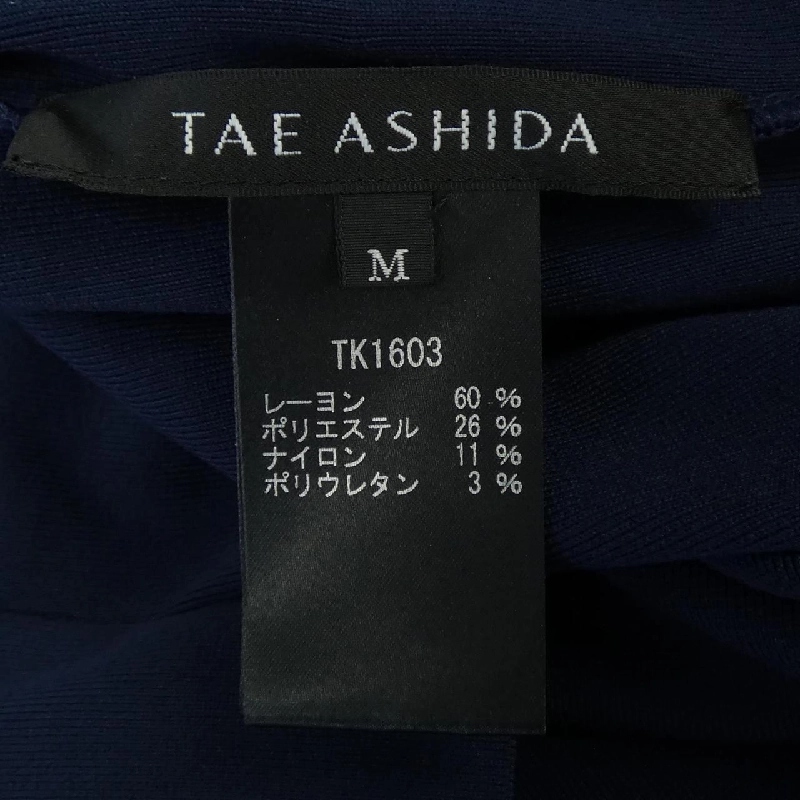 TAE ASHIDA
M
TK1603
レーヨン 60 %
ポリエステル 26 %
ナイロン 11 %
ポリウレタン 3 %